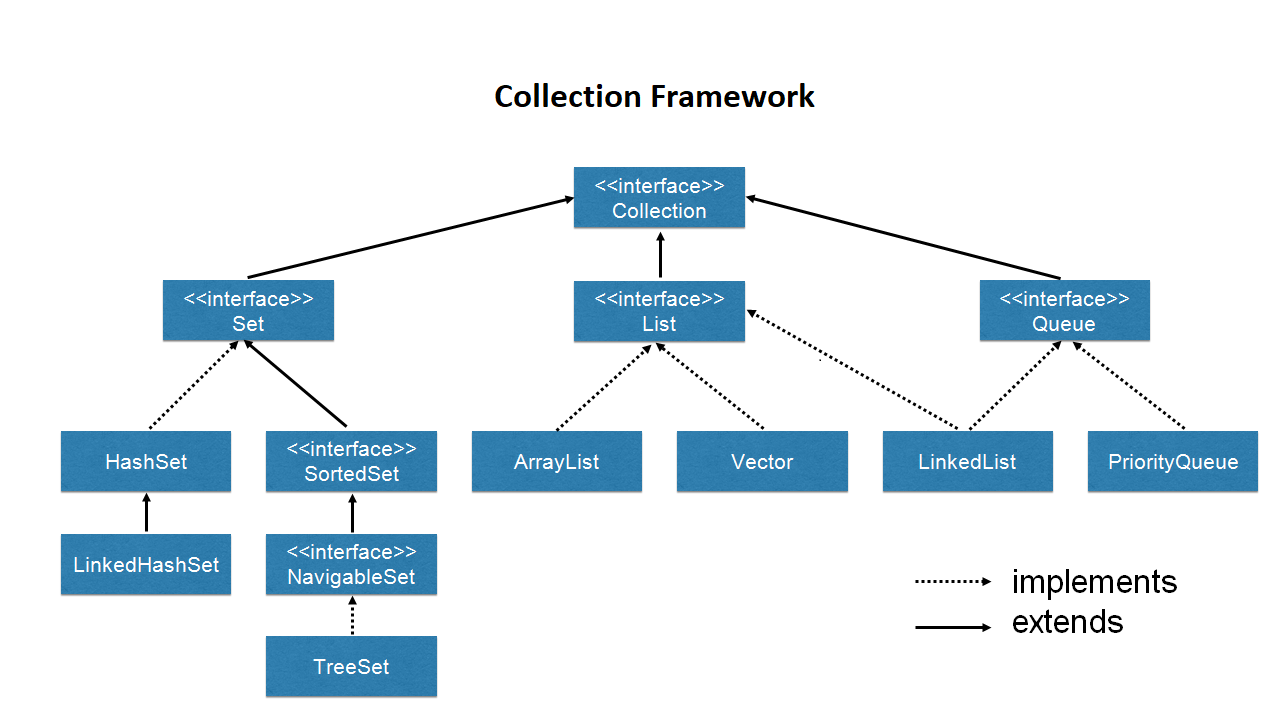 Collection Framework
<<interface>>
Collection
<<interface>>
Set
<<interface>>
List
<<interface>>
Queue
HashSet
<<interface>>
SortedSet
ArrayList
Vector
LinkedList
PriorityQueue
LinkedHashSet
<<interface>>
NavigableSet
TreeSet
implements
extends